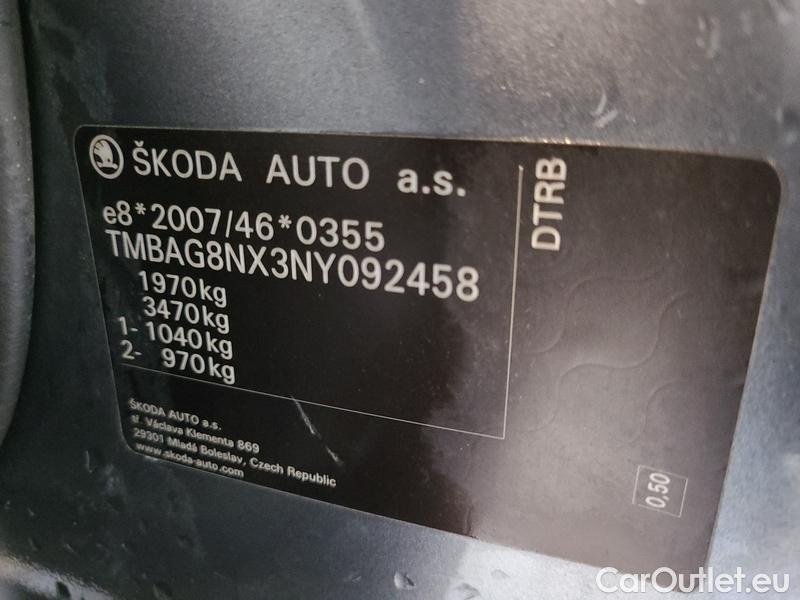 ŠKODA AUTO a.s.
e8*2007/46*0355
TMBAG8NX3NY092458
1970kg
3470kg
1- 1040kg
2- 970kg
DTRB
ŠKODA AUTO a.s.
tř. Václava Klementa 869
29301 Mladá Boleslav, Czech Republic
www.skoda-auto.com
0,50
CarOutlet.eu